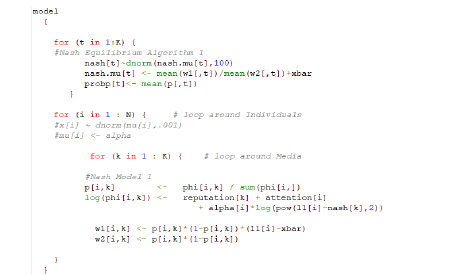 model
{
for (t in 1:K) {
#Nash Equilibrium Algorithm 1
nash[t]~dnorm(nash.mu[t],100)
nash.mu[t] <- mean(w1[,t])/mean(w2[,t])+xbar
probp[t]<- mean(p[,t])
}
for (i in 1 : N) { # loop around Individuals
#x[i] ~ dnorm(mu[i],.001)
#mu[i] <- alpha
for (k in 1 : K) { # loop around Media
#Nash Model 1
p[i,k] <- phi[i,k] / sum(phi[i,])
log(phi[i,k]) <- reputation[k] + attention[i]
+ alpha[i]*log(pow(ll[i]-nash[k],2))
w1[i,k] <- p[i,k]*(1-p[i,k])*(ll[i]-xbar)
w2[i,k] <- p[i,k]*(1-p[i,k])
}
}